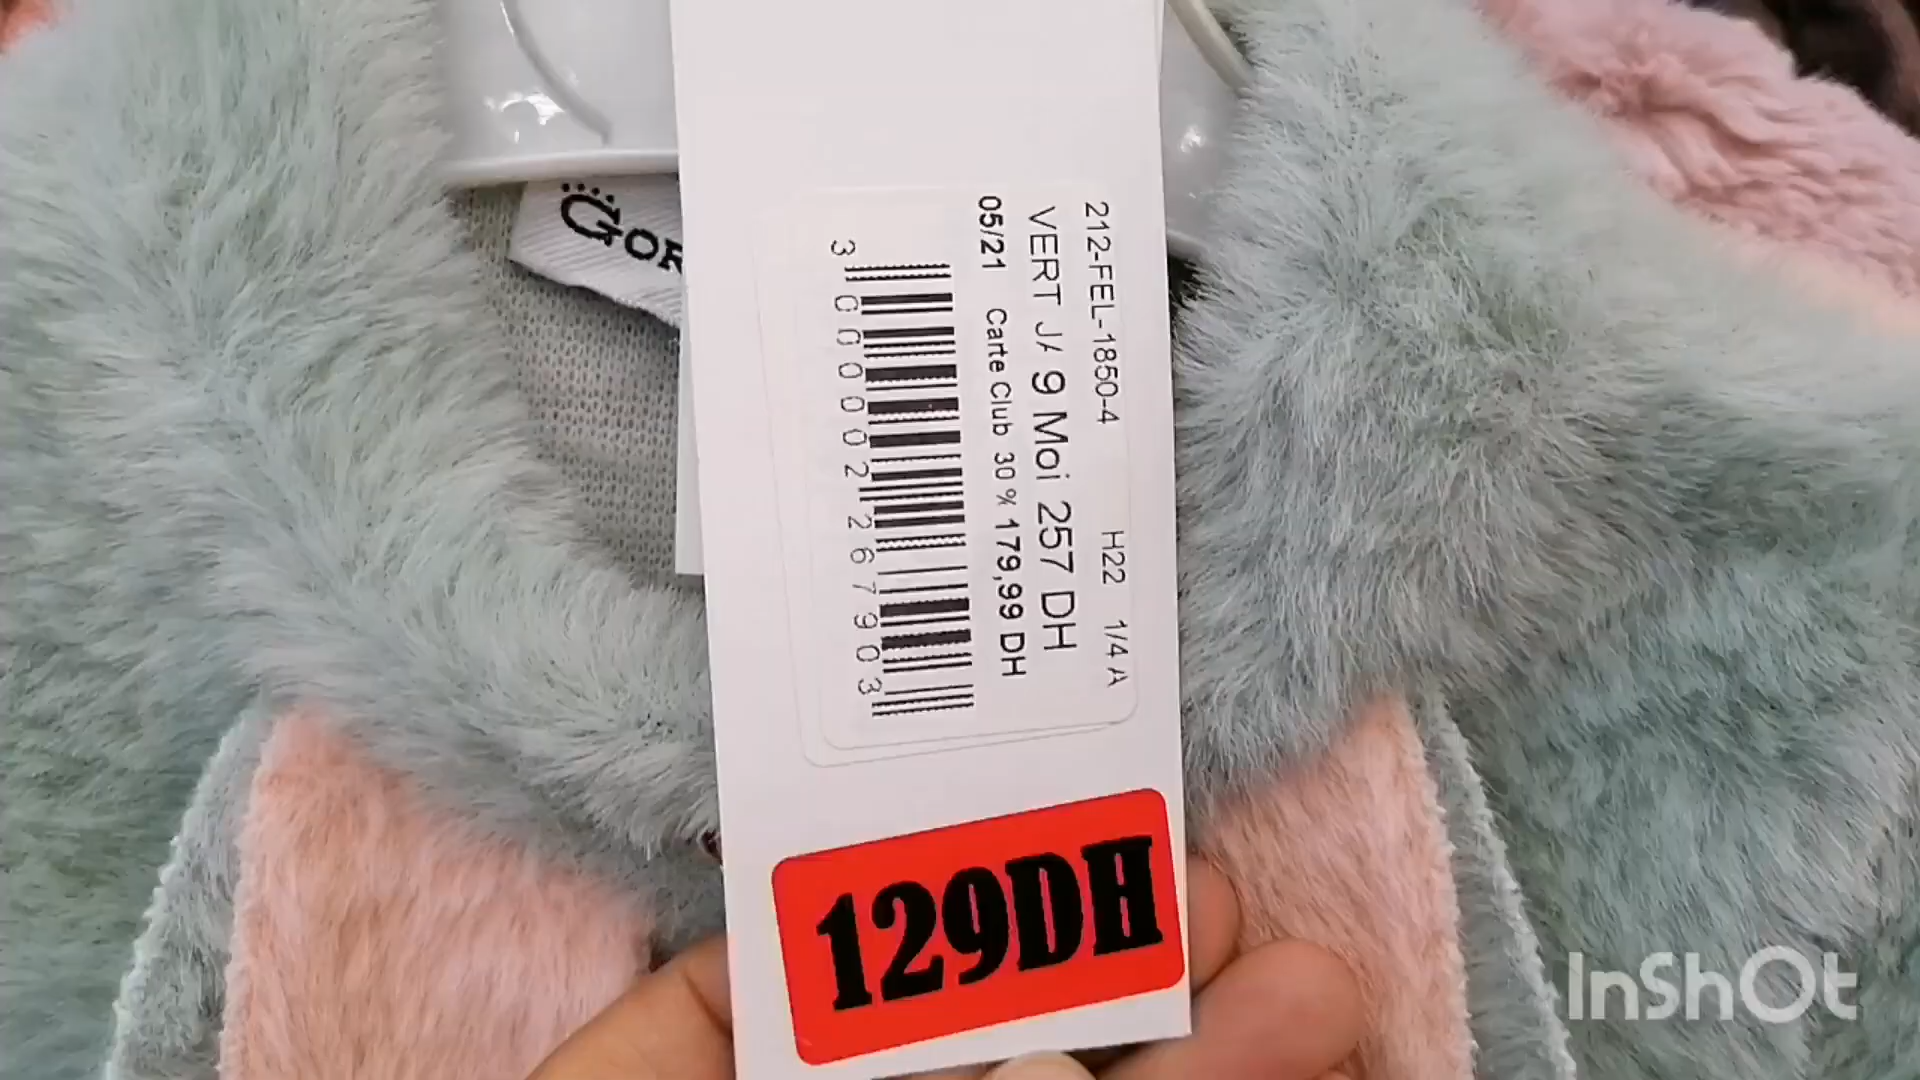 212-FEL-1850-4 H22 1/4 A
VERT J/ 9 Moi 257 DH
05/21 Carte Club 30 % 179,99 DH
3 000002 267903
129DH
InShOt